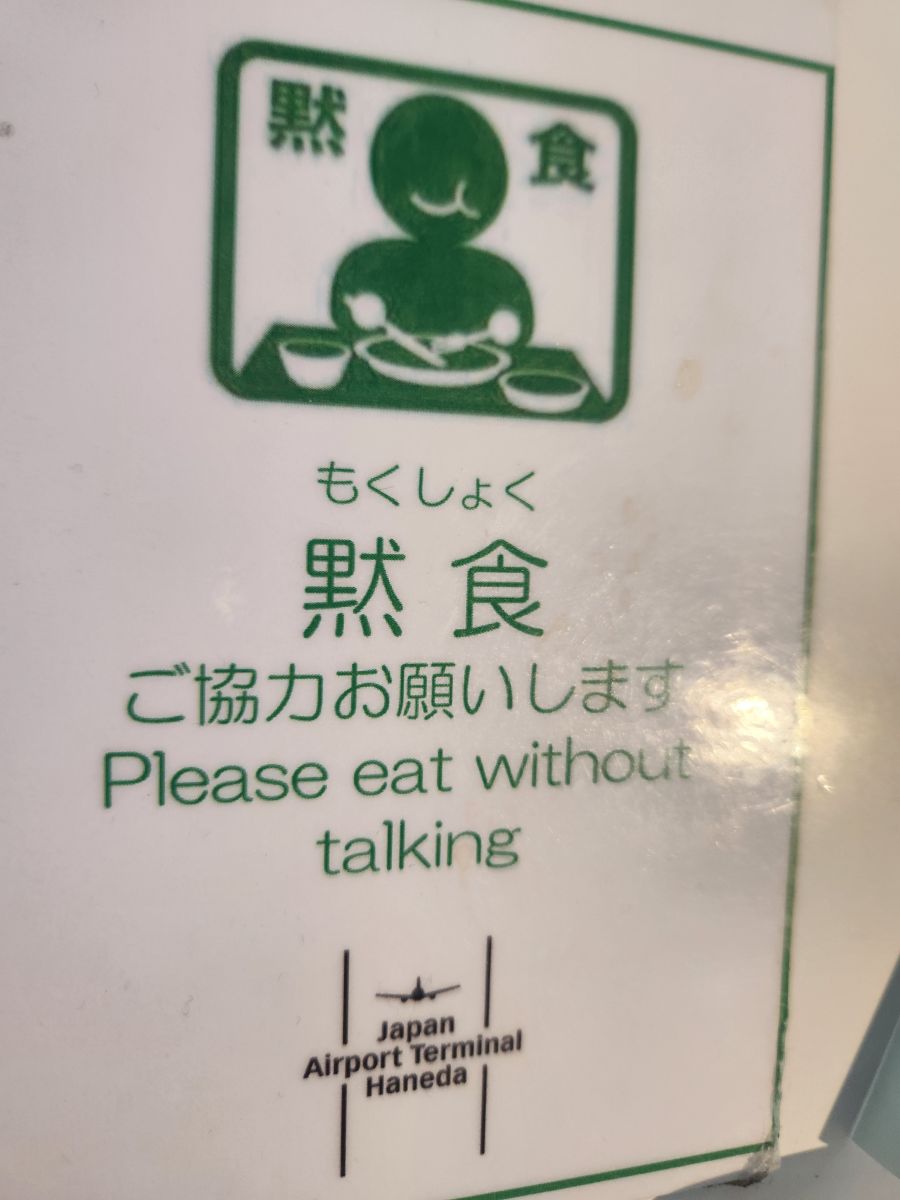 黙 食
もくしょく
黙食
ご協力お願いします
Please eat without
talking
Japan
Airport Terminal
Haneda